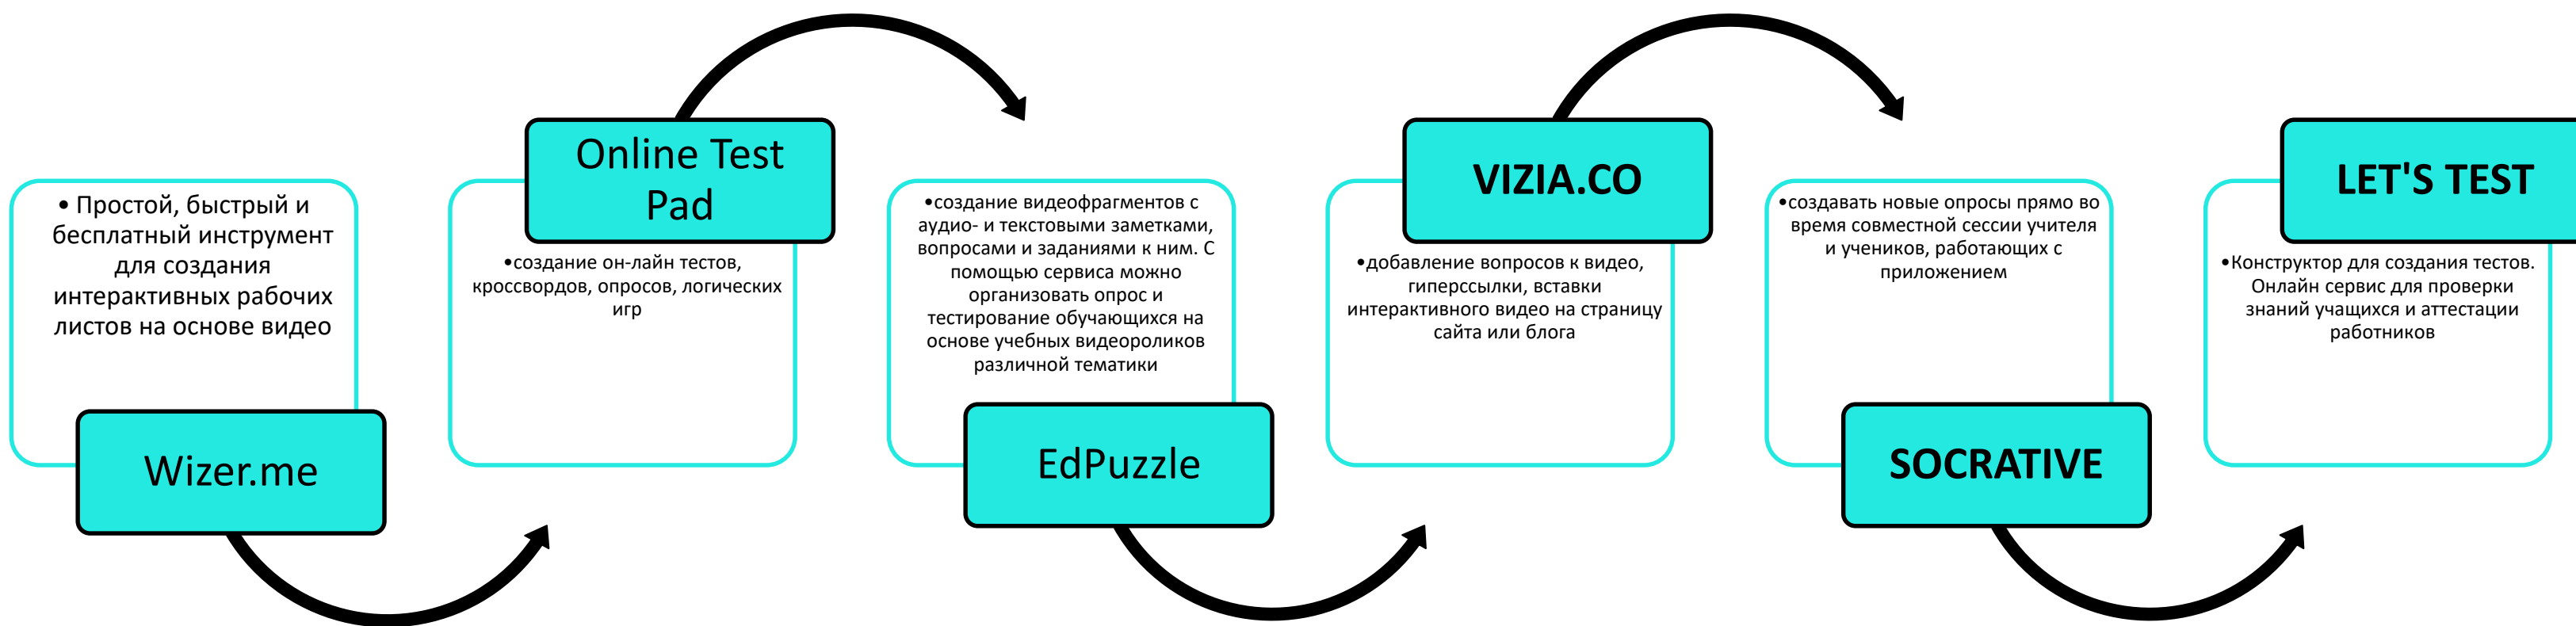 • Простой, быстрый и
бесплатный инструмент
для создания
интерактивных рабочих
листов на основе видео
Wizer.me
Online Test
Pad
•создание он-лайн тестов,
кроссвордов, опросов, логических
игр
•создание видеофрагментов с
аудио- и текстовыми заметками,
вопросами и заданиями к ним. С
помощью сервиса можно
организовать опрос и
тестирование обучающихся на
основе учебных видеороликов
различной тематики
EdPuzzle
VIZIA.CO
•добавление вопросов к видео,
гиперссылки, вставки
интерактивного видео на страницу
сайта или блога
•создавать новые опросы прямо во
время совместной сессии учителя
и учеников, работающих с
приложением
SOCRATIVE
LET'S TEST
•Конструктор для создания тестов.
Онлайн сервис для проверки
знаний учащихся и аттестации
работников